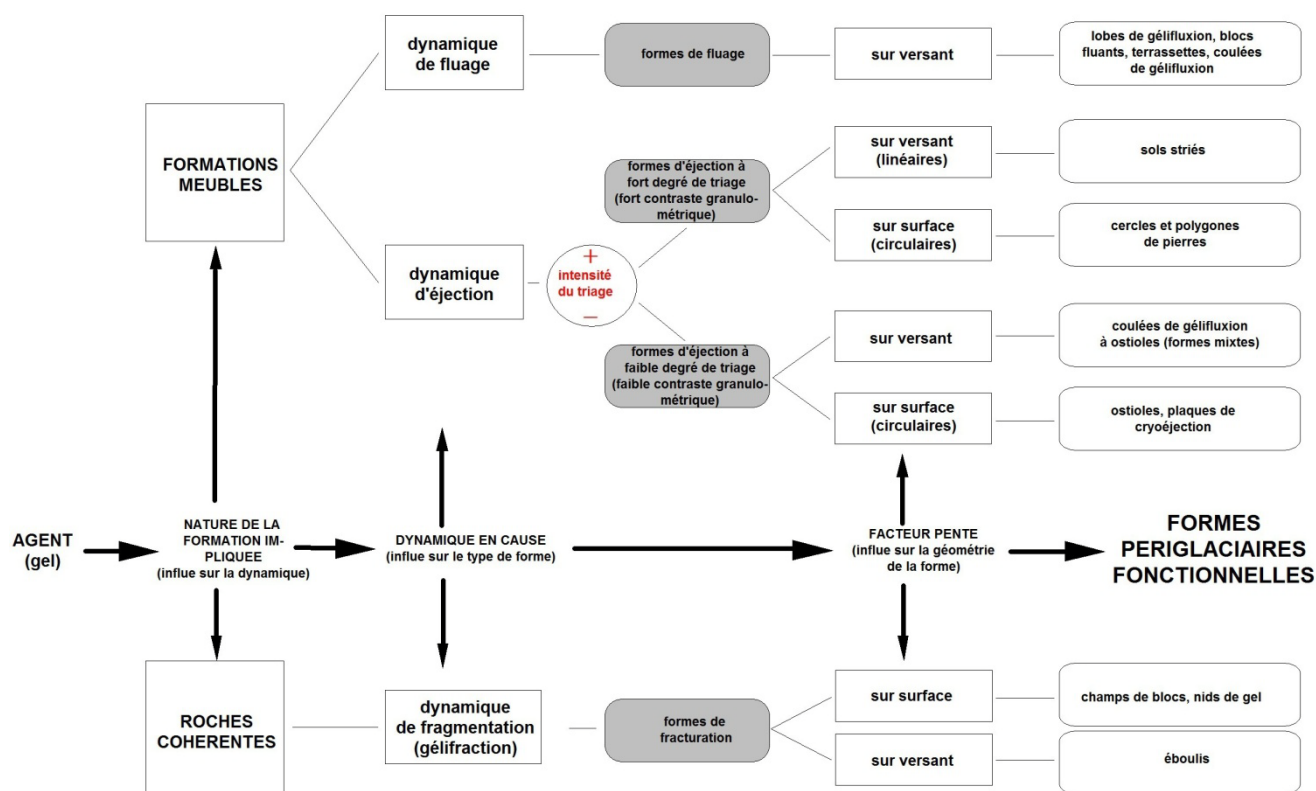 dynamique
de fluage
formes de fluage
sur versant
lobes de gélifluxion, blocs
fluants, terrassettes, coulées
de gélifluxion
FORMATIONS
MEUBLES
formes d'éjection à
fort degré de triage
(fort contraste granulo-
métrique)
sur versant
(linéaires)
sols striés
sur surface
(circulaires)
cercles et polygones
de pierres
dynamique
d'éjection
+
intensité
du triage
–
formes d'éjection à
faible degré de triage
(faible contraste granulo-
métrique)
sur versant
coulées de gélifluxion
à ostioles (formes mixtes)
sur surface
(circulaires)
ostioles, plaques de
cryoéjection
AGENT
(gel)
NATURE DE LA
FORMATION IM-
PLIQUEE
(influe sur la dynamique)
DYNAMIQUE EN CAUSE
(influe sur le type de forme)
FACTEUR PENTE
(influe sur la géométrie
de la forme)
FORMES
PERIGLACIAIRES
FONCTIONNELLES
ROCHES
COHERENTES
dynamique
de fragmentation
(gélifraction)
formes de
fracturation
sur surface
champs de blocs, nids de gel
sur versant
éboulis